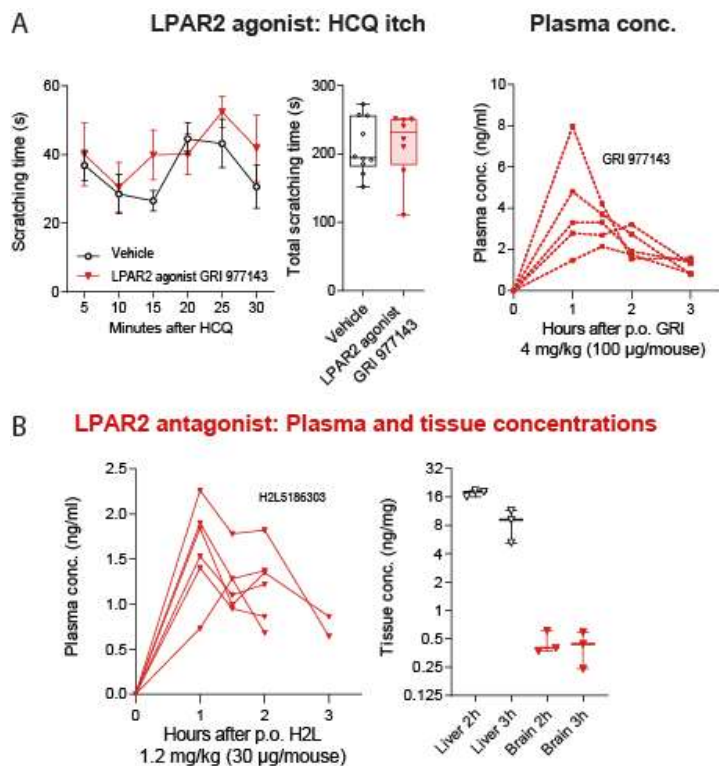 A
LPAR2 agonist: HCQ itch
Plasma conc.
Scratching time (s)
60
40
20
0
Vehicle
LPAR2 agonist GRI 977143
5 10 15 20 25 30
Minutes after HCQ
Total scratching time (s)
300
200
100
0
Vehicle
LPAR2 agonist
GRI 977143
Plasma conc. (ng/ml)
10
8
6
4
2
0
GRI 977143
0 1 2 3
Hours after p.o. GRI
4 mg/kg (100 µg/mouse)
B
LPAR2 antagonist: Plasma and tissue concentrations
Plasma conc. (ng/ml)
2.5
2.0
1.5
1.0
0.5
0.0
H2L5186303
0 1 2 3
Hours after p.o. H2L
1.2 mg/kg (30 µg/mouse)
Tissue conc. (ng/mg)
32
16
8
4
2
1
0.5
0.25
0.125
Liver 2h
Liver 3h
Brain 2h
Brain 3h